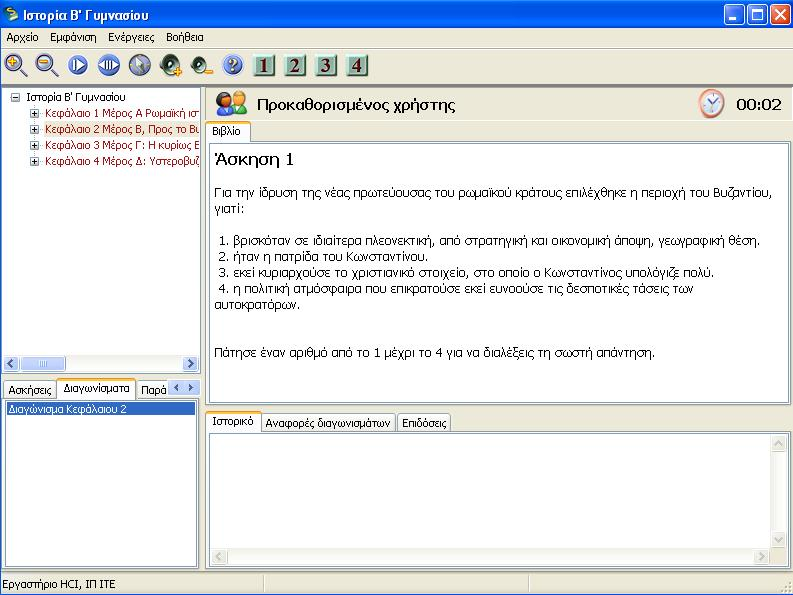 Ιστορία Β' Γυμνασίου
Αρχείο Εμφάνιση Ενέργειες Βοήθεια
1 2 3 4
Ιστορία Β' Γυμνασίου
Κεφάλαιο 1 Μέρος Α Ρωμαϊκή ισ
Κεφάλαιο 2 Μέρος Β, Προς το Βυ
Κεφάλαιο 3 Μέρος Γ: Η κυρίως Β
Κεφάλαιο 4 Μέρος Δ: Υστεροβυζ
Προκαθορισμένος χρήστης
00:02
Βιβλίο
Άσκηση 1
Για την ίδρυση της νέας πρωτεύουσας του ρωμαϊκού κράτους επιλέχθηκε η περιοχή του Βυζαντίου,
γιατί:
1. βρισκόταν σε ιδιαίτερα πλεονεκτική, από στρατηγική και οικονομική άποψη, γεωγραφική θέση.
2. ήταν η πατρίδα του Κωνσταντίνου.
3. εκεί κυριαρχούσε το χριστιανικό στοιχείο, στο οποίο ο Κωνσταντίνος υπολόγιζε πολύ.
4. η πολιτική ατμόσφαιρα που επικρατούσε εκεί ευνοούσε τις δεσποτικές τάσεις των
αυτοκρατόρων.
Πάτησε έναν αριθμό από το 1 μέχρι το 4 για να διαλέξεις τη σωστή απάντηση.
Ασκήσεις Διαγωνίσματα Παρά
Διαγώνισμα Κεφάλαιου 2
Ιστορικό Αναφορές διαγωνισμάτων Επιδόσεις
Εργαστήριο HCI, ΙΠ ΙΤΕ